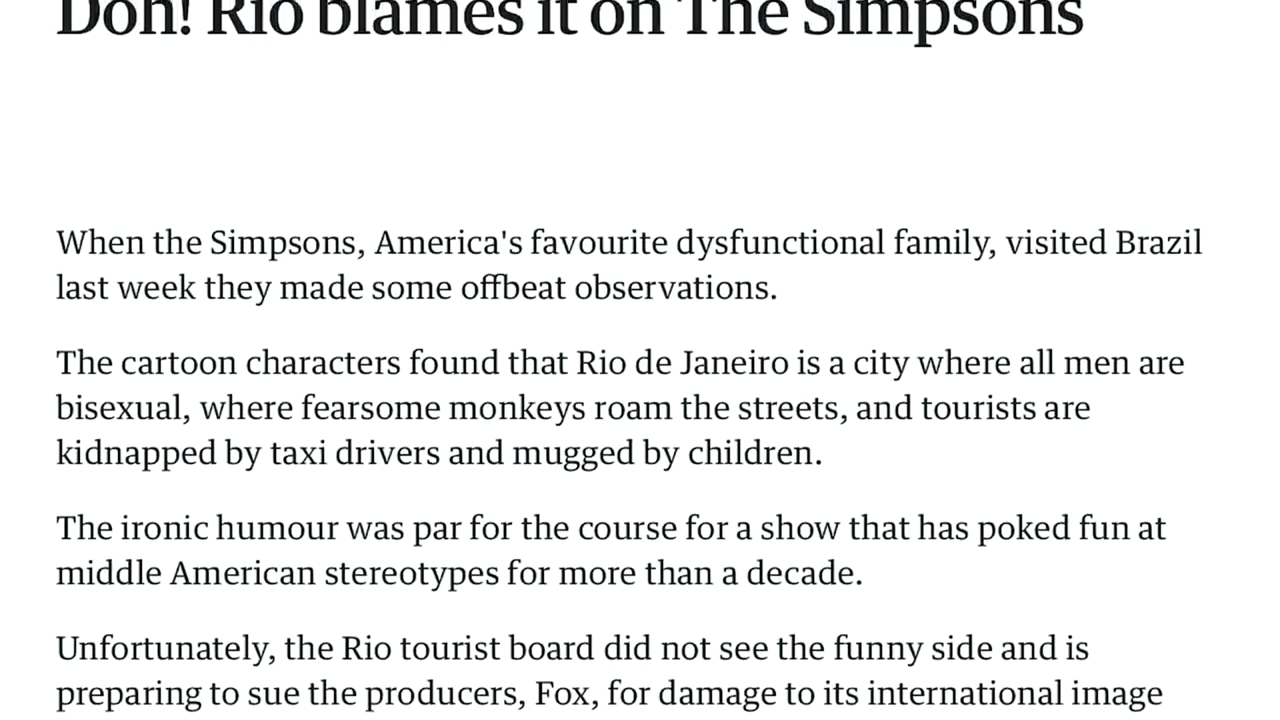 Doh! Rio blames it on The Simpsons
When the Simpsons, America's favourite dysfunctional family, visited Brazil
last week they made some offbeat observations.
The cartoon characters found that Rio de Janeiro is a city where all men are
bisexual, where fearsome monkeys roam the streets, and tourists are
kidnapped by taxi drivers and mugged by children.
The ironic humour was par for the course for a show that has poked fun at
middle American stereotypes for more than a decade.
Unfortunately, the Rio tourist board did not see the funny side and is
preparing to sue the producers, Fox, for damage to its international image